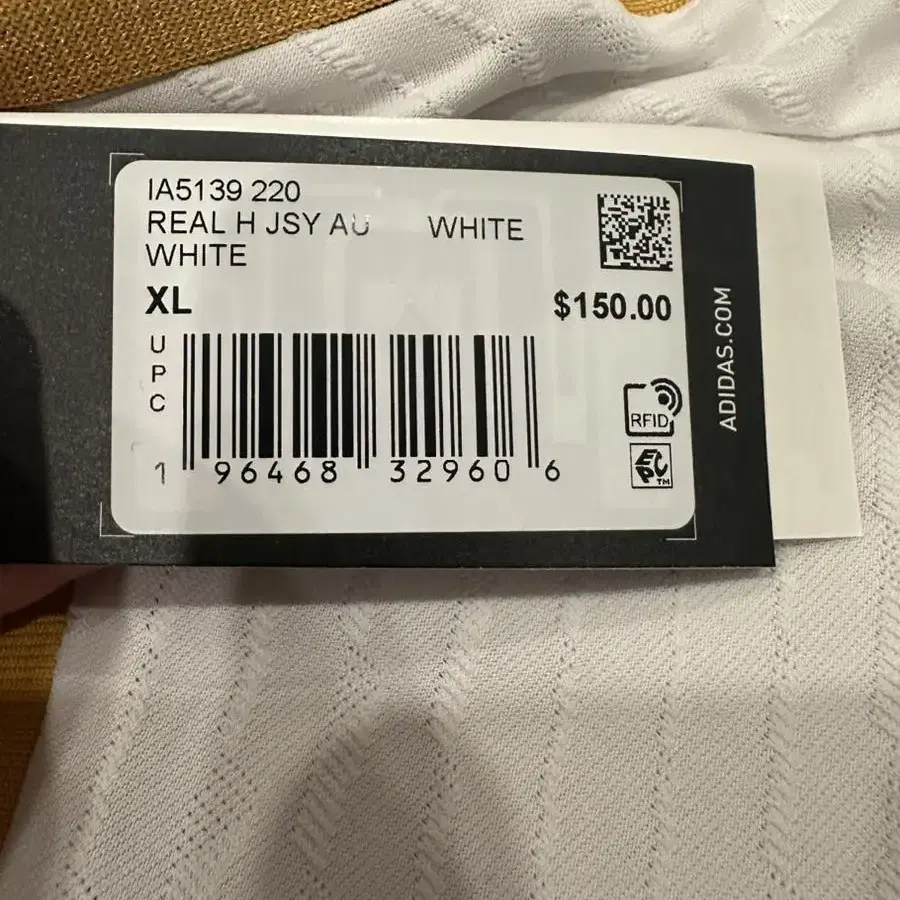 IA5139 220
REAL H JSY AU WHITE
WHITE
XL $150.00
UPC
1 96468 32960 6
RFID
EPC TM
ADIDAS.COM